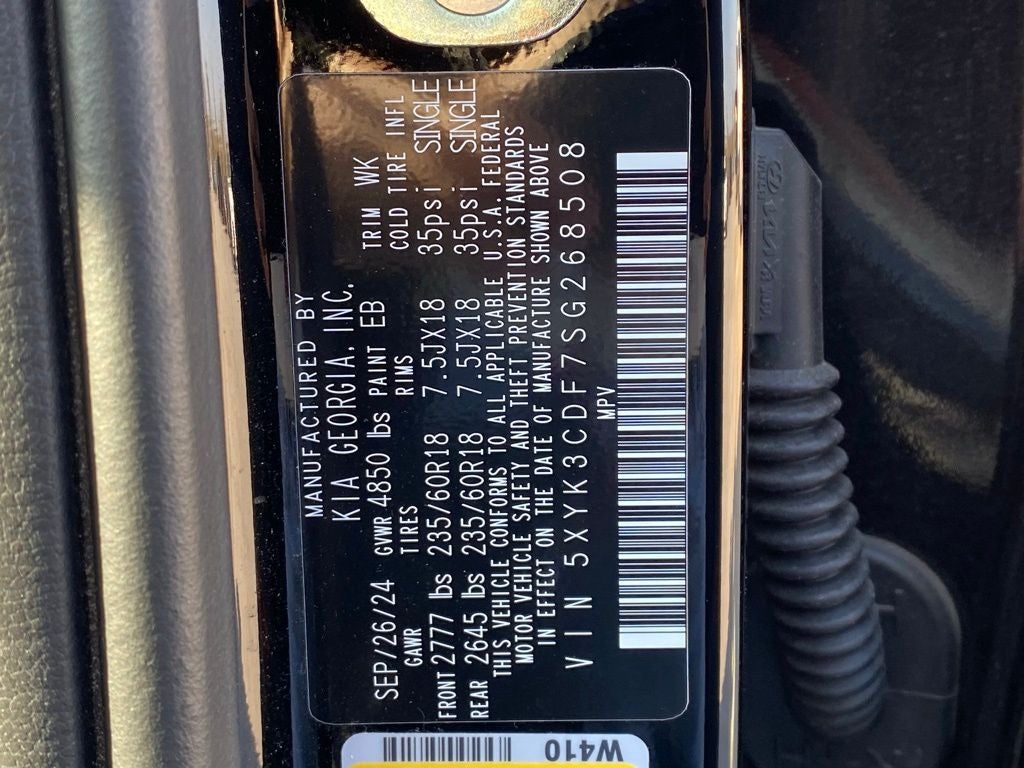 MANUFACTURED BY
KIA GEORGIA, INC.
SEP/26/24 GVWR 4850 lbs PAINT EB TRIM WK
GAWR TIRES RIMS COLD TIRE INFL
FRONT 2777 lbs 235/60R18 7.5JX18 35psi SINGLE
REAR 2645 lbs 235/60R18 7.5JX18 35psi SINGLE
THIS VEHICLE CONFORMS TO ALL APPLICABLE U.S.A. FEDERAL
MOTOR VEHICLE SAFETY AND THEFT PREVENTION STANDARDS
IN EFFECT ON THE DATE OF MANUFACTURE SHOWN ABOVE
VIN 5XYK3CDF7SG268508
MPV
W410